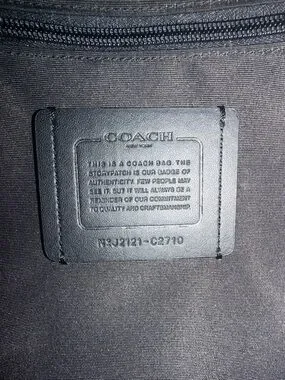 COACH
NEW YORK
THIS IS A COACH BAG. THE
STORYPATCH IS OUR BADGE OF
AUTHENTICITY. FEW PEOPLE MAY
SEE IT, BUT IT WILL ALWAYS BE A
REMINDER OF OUR COMMITMENT
TO QUALITY AND CRAFTSMANSHIP.
-C2710